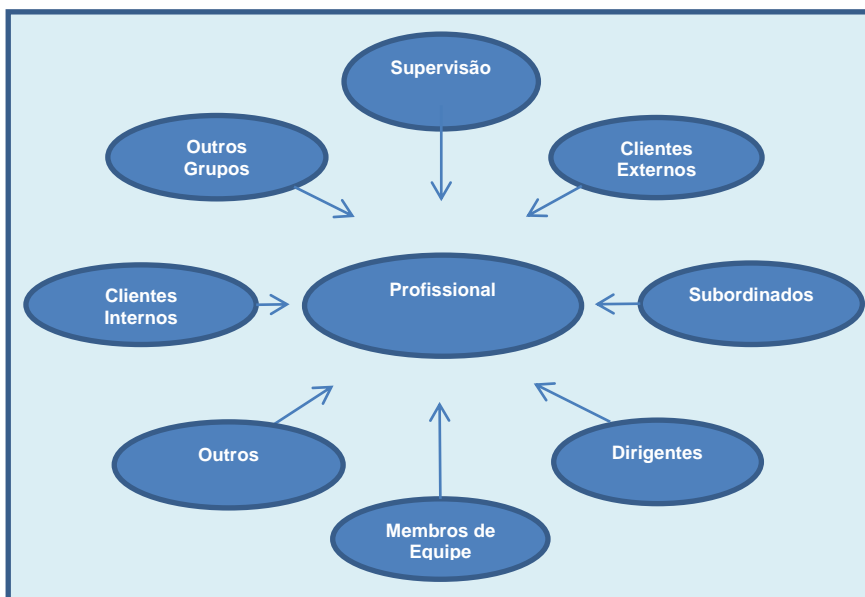 Supervisão
Outros
Grupos
Clientes
Externos
Clientes
Internos
Profissional
Subordinados
Outros
Dirigentes
Membros de
Equipe